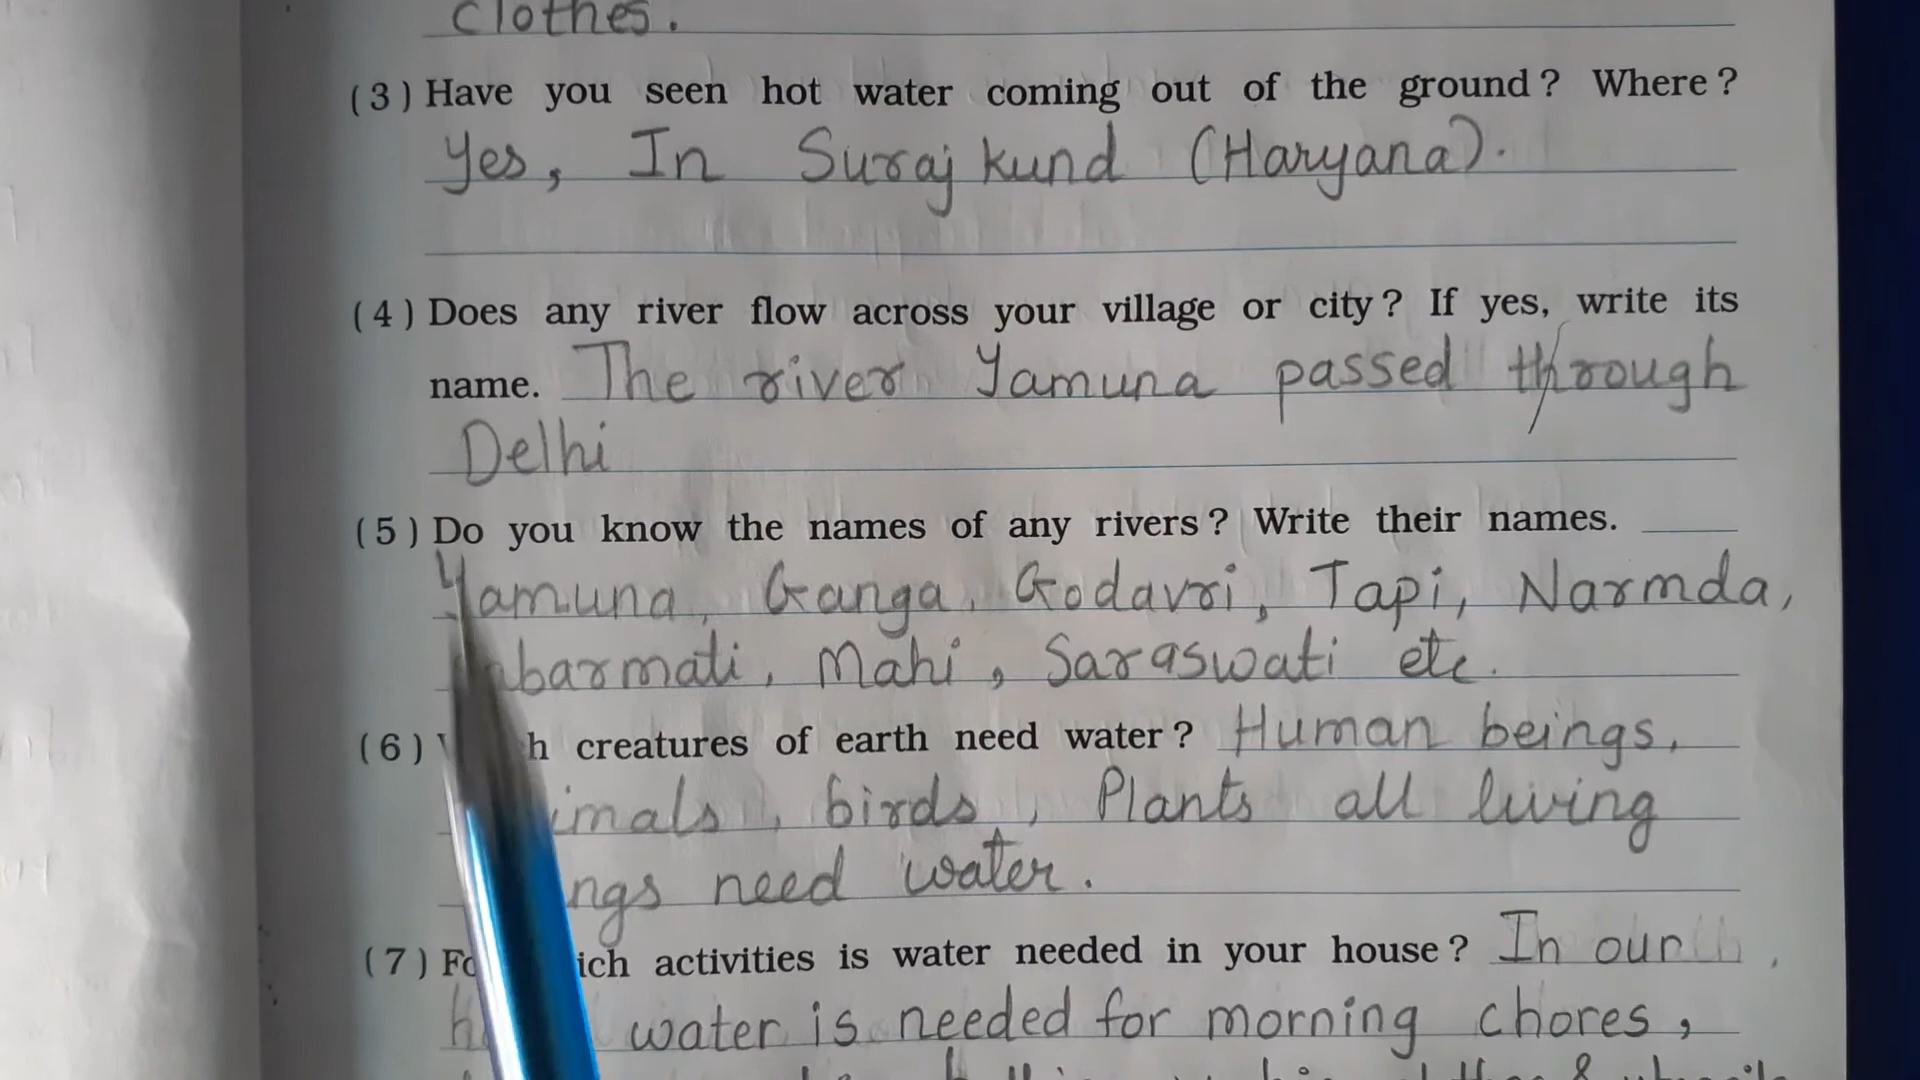 clothes.
(3) Have you seen hot water coming out of the ground? Where?
Yes, In Suraj kund (Haryana).
(4) Does any river flow across your village or city? If yes, write its
name. The river Yamuna passed through
Delhi
(5) Do you know the names of any rivers? Write their names.
Yamuna, Ganga, Godavri, Tapi, Narmda,
barmati, Mahi, Saraswati etc.
(6) h creatures of earth need water? Human beings,
imals, birds, Plants all living
ngs need water.
(7) Fo ich activities is water needed in your house? In our
h water is needed for morning chores,